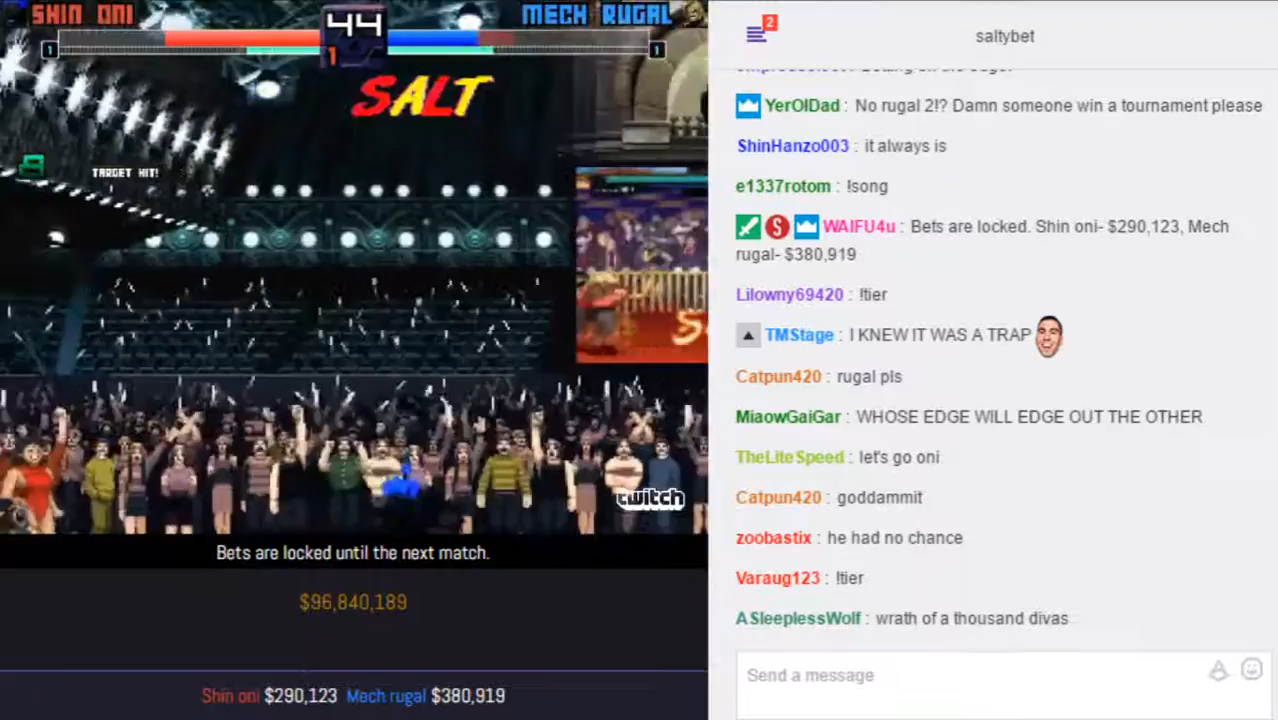 SHIN ONI
44
MECH RUGAL
1
1
1
SALT
TARGET HIT!
twitch
Bets are locked until the next match.
$96,840,189
Shin oni $290,123 Mech rugal $380,919
2
saltybet
YerOlDad : No rugal 2!? Damn someone win a tournament please
ShinHanzo003 : it always is
e1337rotom : !song
WAIFU4u : Bets are locked. Shin oni- $290,123, Mech
rugal- $380,919
Lilowny69420 : !tier
TMStage : I KNEW IT WAS A TRAP
Catpun420 : rugal pls
MiaowGaiGar : WHOSE EDGE WILL EDGE OUT THE OTHER
TheLiteSpeed : let's go oni
Catpun420 : goddammit
zoobastix : he had no chance
Varaug123 : !tier
ASleeplessWolf : wrath of a thousand divas
Send a message